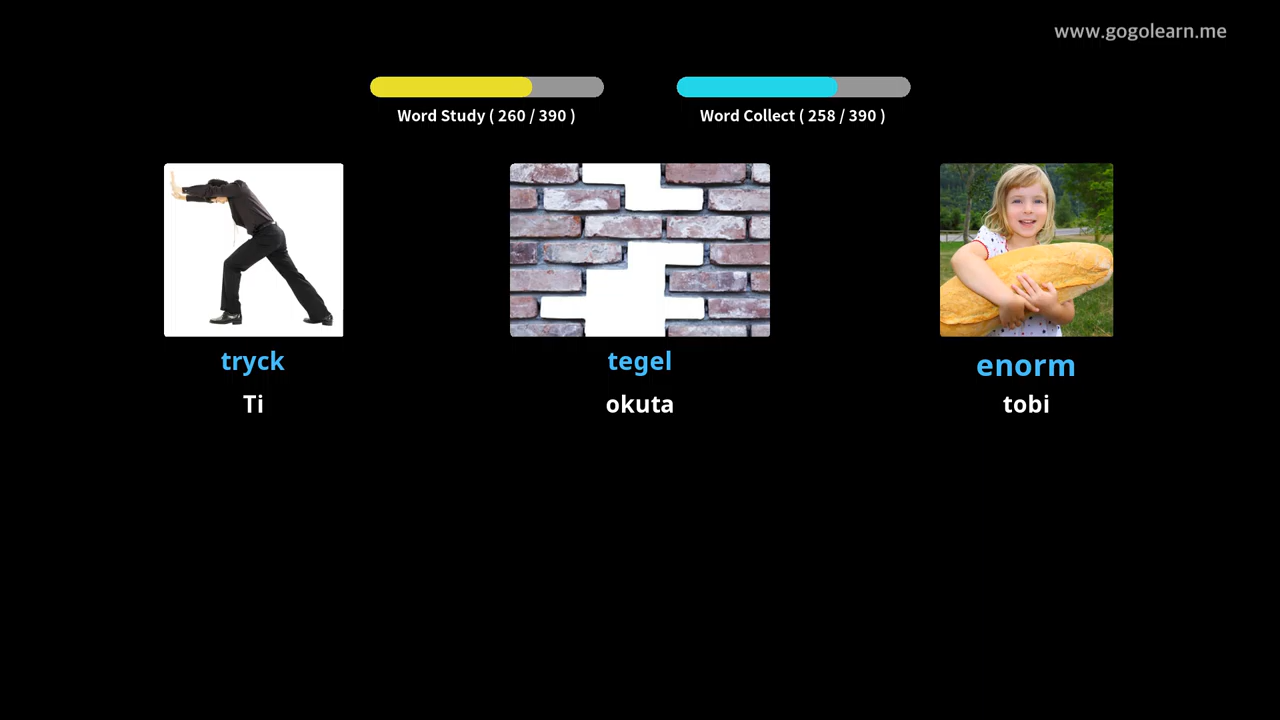 www.gogolearn.me
Word Study ( 260 / 390 )
Word Collect ( 258 / 390 )
tryck
tegel
enorm
Ti
okuta
tobi